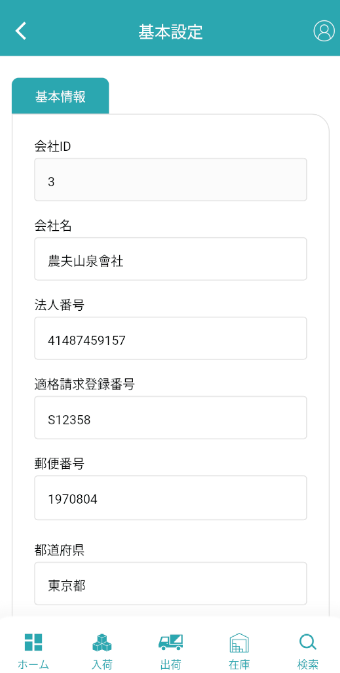 基本設定
基本情報
会社ID
3
会社名
農夫山泉會社
法人番号
41487459157
適格請求登録番号
S12358
郵便番号
1970804
都道府県
東京都
ホーム
入荷
出荷
在庫
検索